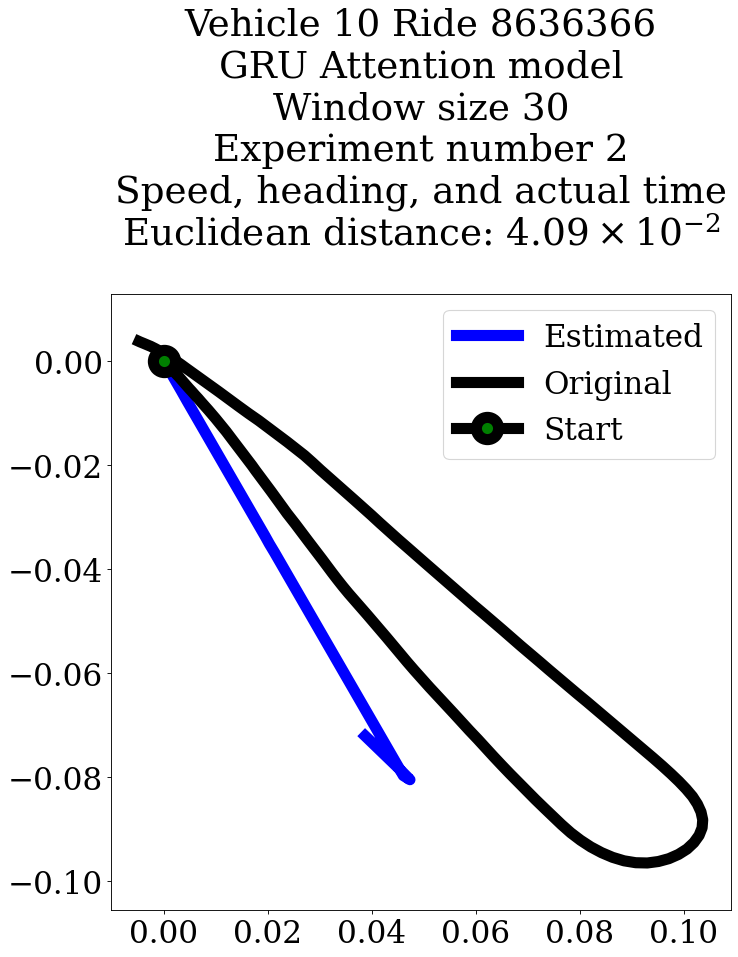 Vehicle 10 Ride 8636366
GRU Attention model
Window size 30
Experiment number 2
Speed, heading, and actual time
Euclidean distance: 4.09 × 10⁻²
Estimated
Original
Start
0.00
−0.02
−0.04
−0.06
−0.08
−0.10
0.00 0.02 0.04 0.06 0.08 0.10